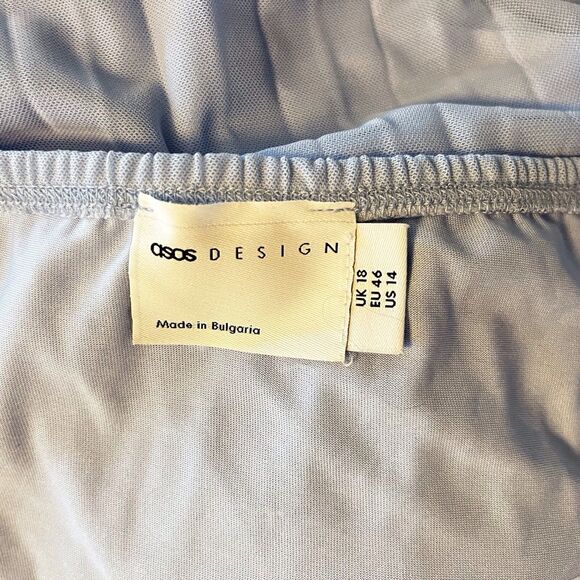 asos DESIGN
Made in Bulgaria
UK 18
EU 46
US 14